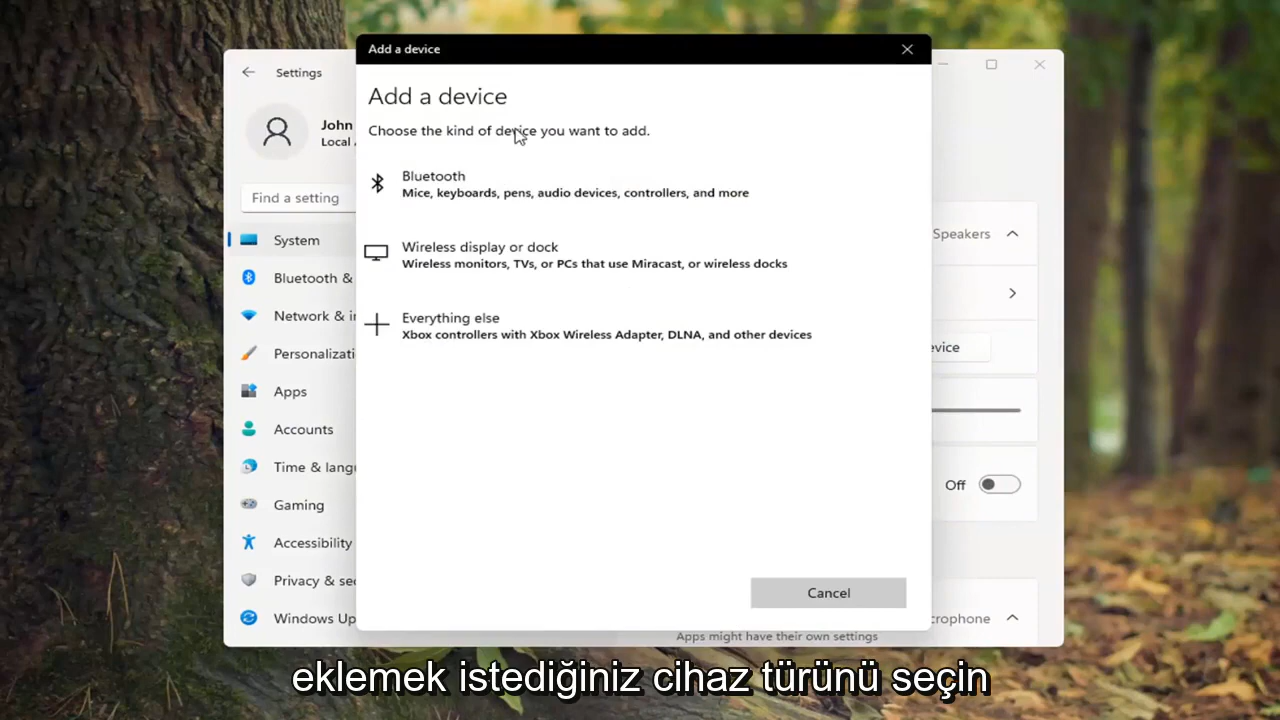 Add a device
Settings
Add a device
John
Local
Choose the kind of device you want to add.
Bluetooth
Mice, keyboards, pens, audio devices, controllers, and more
Find a setting
Speakers
System
Wireless display or dock
Wireless monitors, TVs, or PCs that use Miracast, or wireless docks
Bluetooth &
Network &
Everything else
Xbox controllers with Xbox Wireless Adapter, DLNA, and other devices
Personalizati
evice
Apps
Accounts
Time & langu
Off
Gaming
Accessibility
Privacy & se
Cancel
Windows Up
crophone
Apps might have their own settings
eklemek istediğiniz cihaz türünü seçin